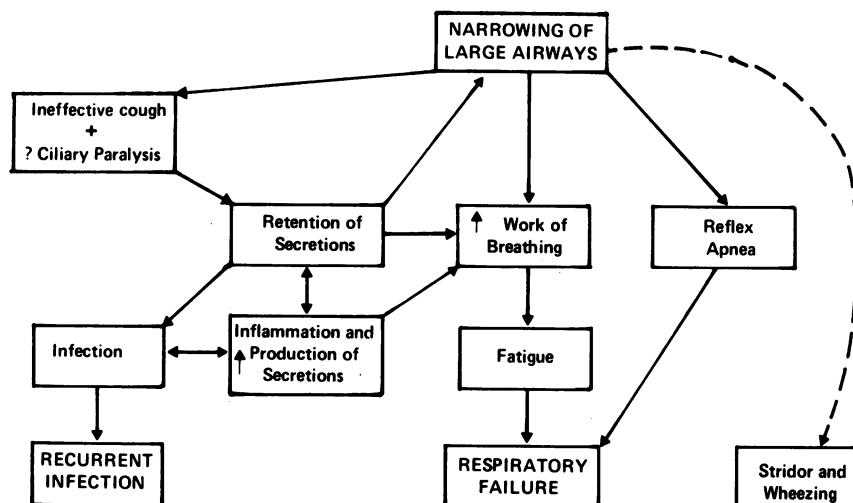 NARROWING OF
LARGE AIRWAYS
Ineffective cough
+
? Ciliary Paralysis
Retention of
Secretions
↑ Work of
Breathing
Reflex
Apnea
Infection
Inflammation and
↑ Production of
Secretions
Fatigue
RECURRENT
INFECTION
RESPIRATORY
FAILURE
Stridor and
Wheezing